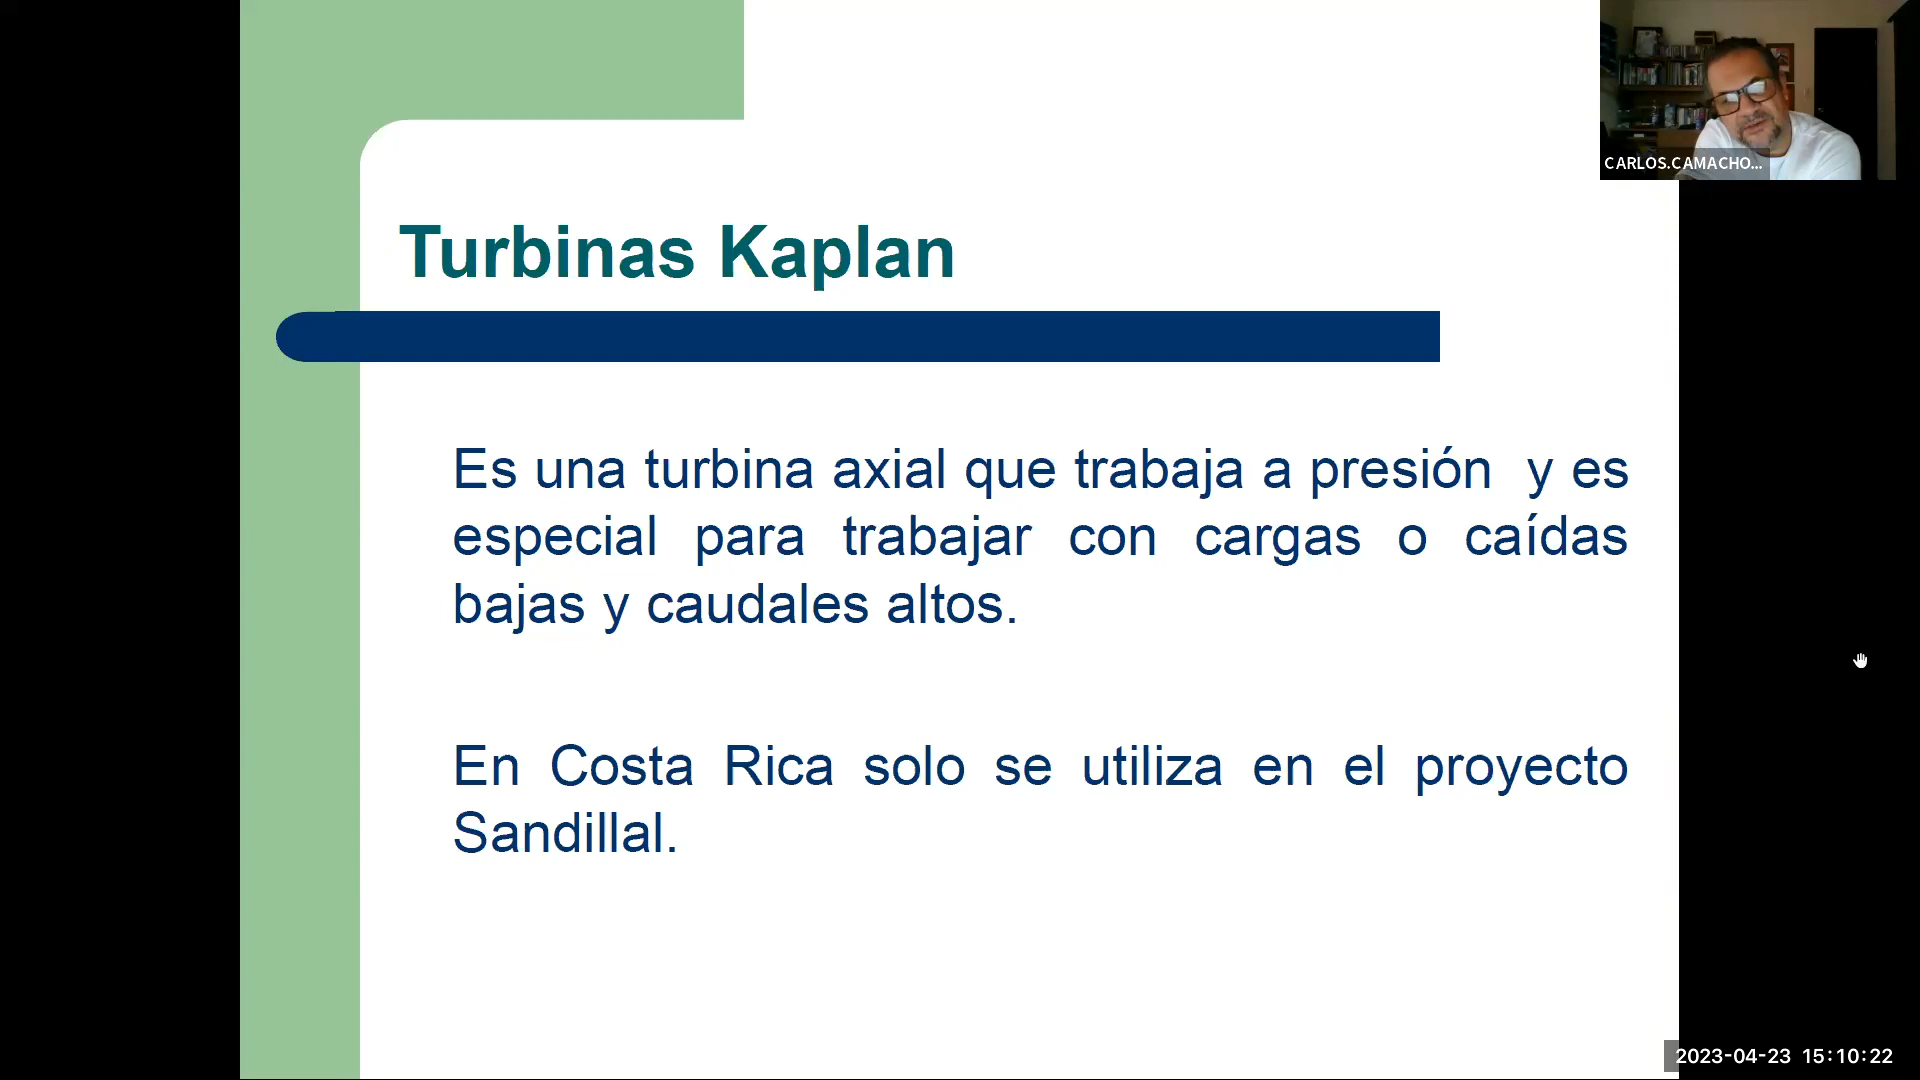 CARLOS.CAMACHO...
Turbinas Kaplan
Es una turbina axial que trabaja a presión y es
especial para trabajar con cargas o caídas
bajas y caudales altos.
En Costa Rica solo se utiliza en el proyecto
Sandillal.
2023-04-23 15:10:22